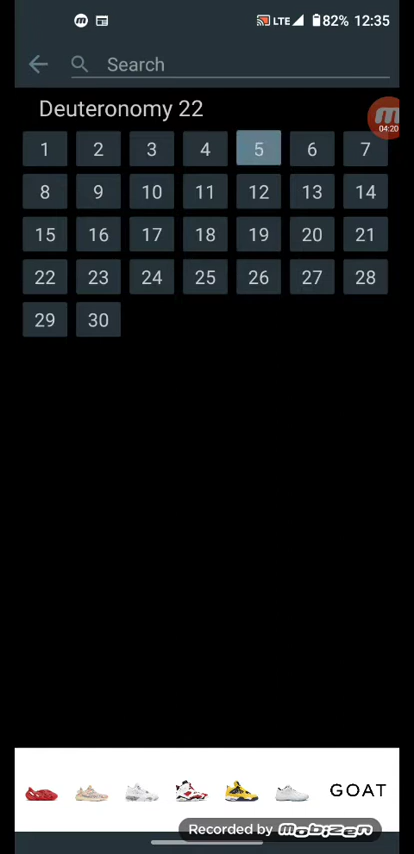 LTE 82% 12:35
Search
Deuteronomy 22
04:20
1 2 3 4 5 6 7
8 9 10 11 12 13 14
15 16 17 18 19 20 21
22 23 24 25 26 27 28
29 30
GOAT
Recorded by mobizen